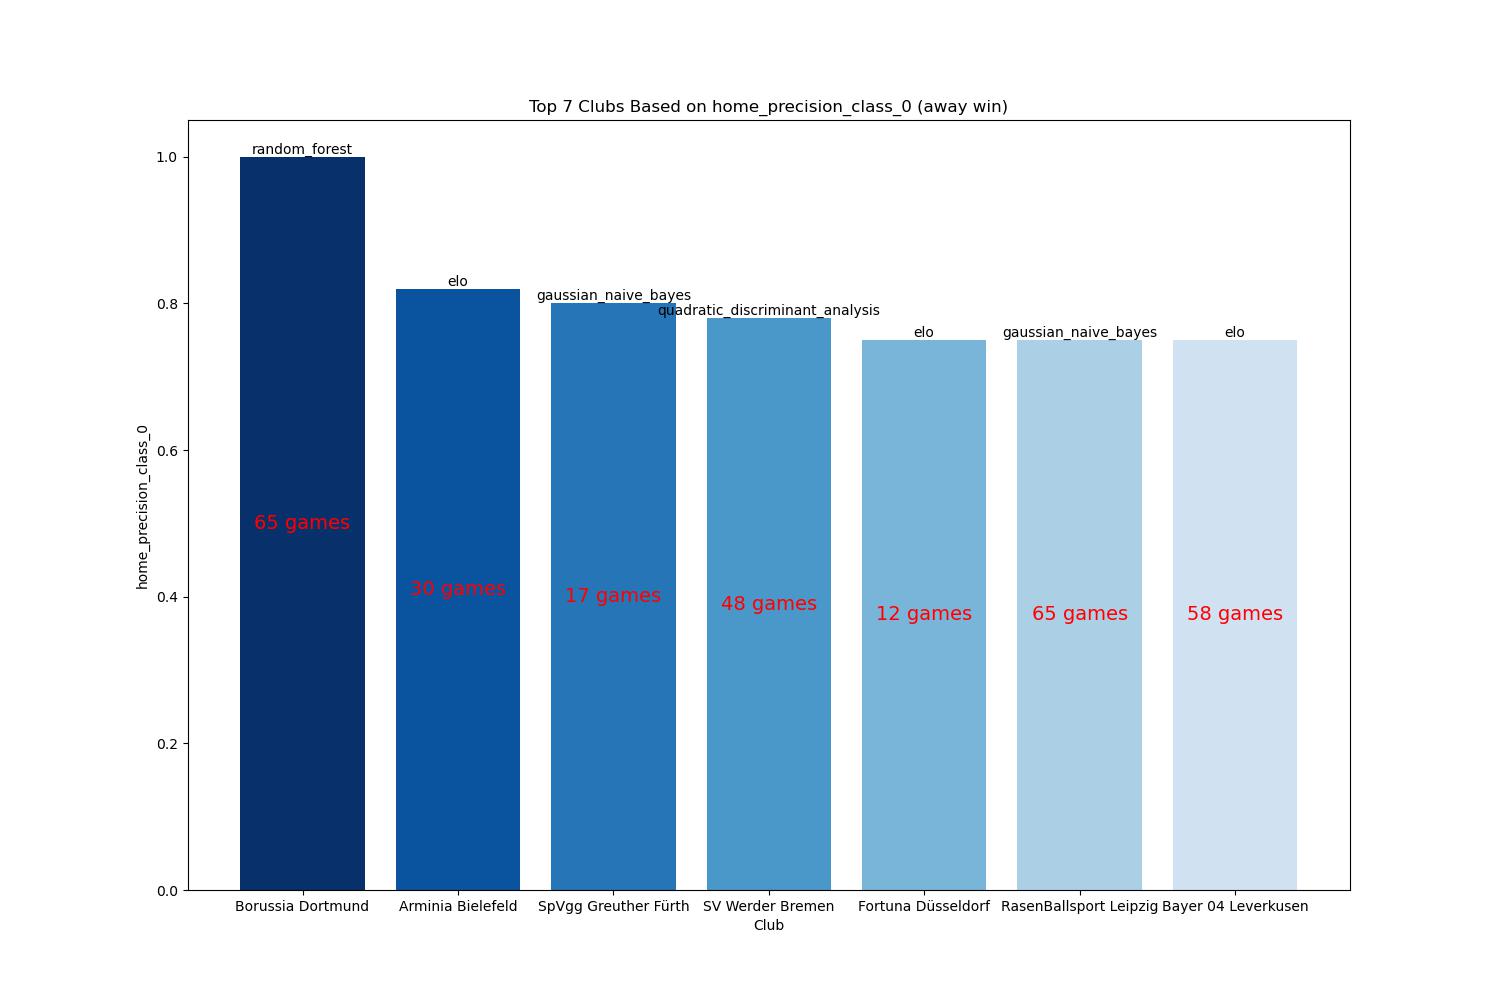 Top 7 Clubs Based on home_precision_class_0 (away win)
home_precision_class_0
1.0
0.8
0.6
0.4
0.2
0.0
random_forest
elo
gaussian_naive_bayes
quadratic_discriminant_analysis
elo
gaussian_naive_bayes
elo
65 games
30 games
17 games
48 games
12 games
65 games
58 games
Borussia Dortmund
Arminia Bielefeld
SpVgg Greuther Fürth
SV Werder Bremen
Fortuna Düsseldorf
RasenBallsport Leipzig
Bayer 04 Leverkusen
Club